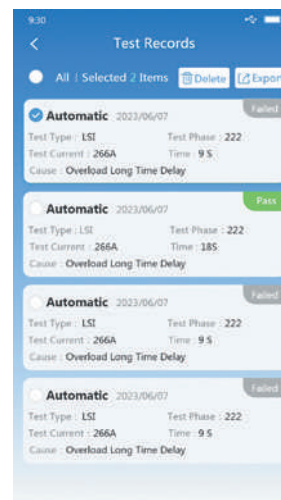 9:30
Test Records
All | Selected 2 Items Delete Export
Automatic 2023/06/07 Failed
Test Type : LSI Test Phase : 222
Test Current : 266A Time : 9 S
Cause : Overload Long Time Delay
Automatic 2023/06/07 Pass
Test Type : LSI Test Phase : 222
Test Current : 266A Time : 18S
Cause : Overload Long Time Delay
Automatic 2023/06/07 Failed
Test Type : LSI Test Phase : 222
Test Current : 266A Time : 9 S
Cause : Overload Long Time Delay
Automatic 2023/06/07 Failed
Test Type : LSI Test Phase : 222
Test Current : 266A Time : 9 S
Cause : Overload Long Time Delay